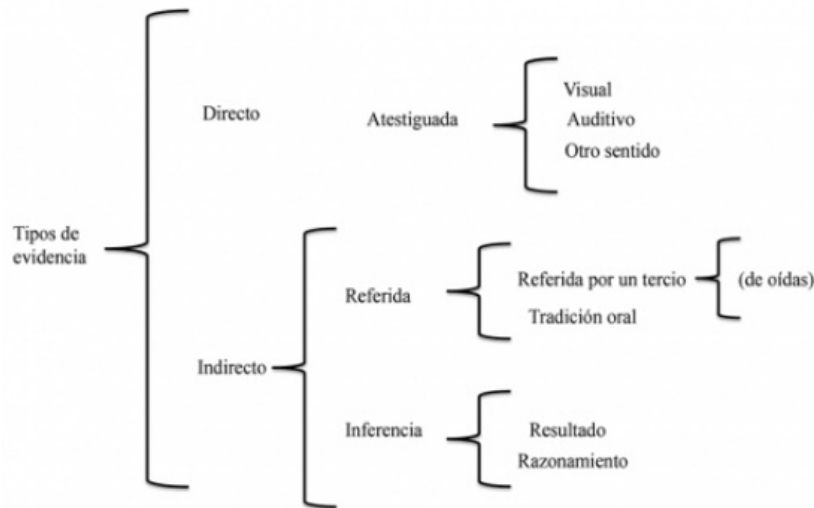 Tipos de
evidencia
Directo
Atestiguada
Visual
Auditivo
Otro sentido
Indirecto
Referida
Referida por un tercio
(de oídas)
Tradición oral
Inferencia
Resultado
Razonamiento